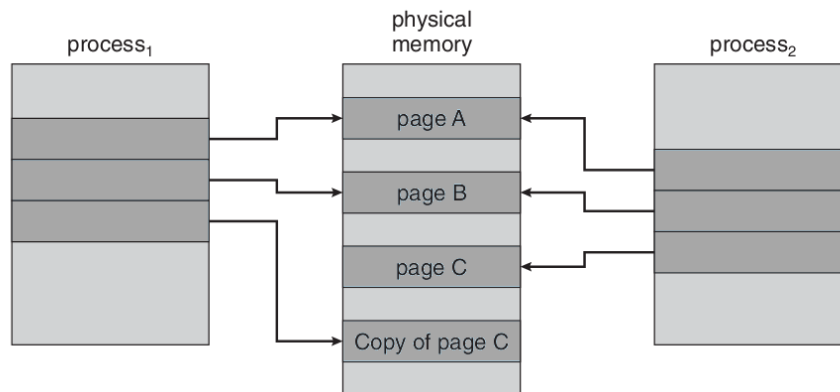 process₁
physical
memory
process₂
page A
page B
page C
Copy of page C